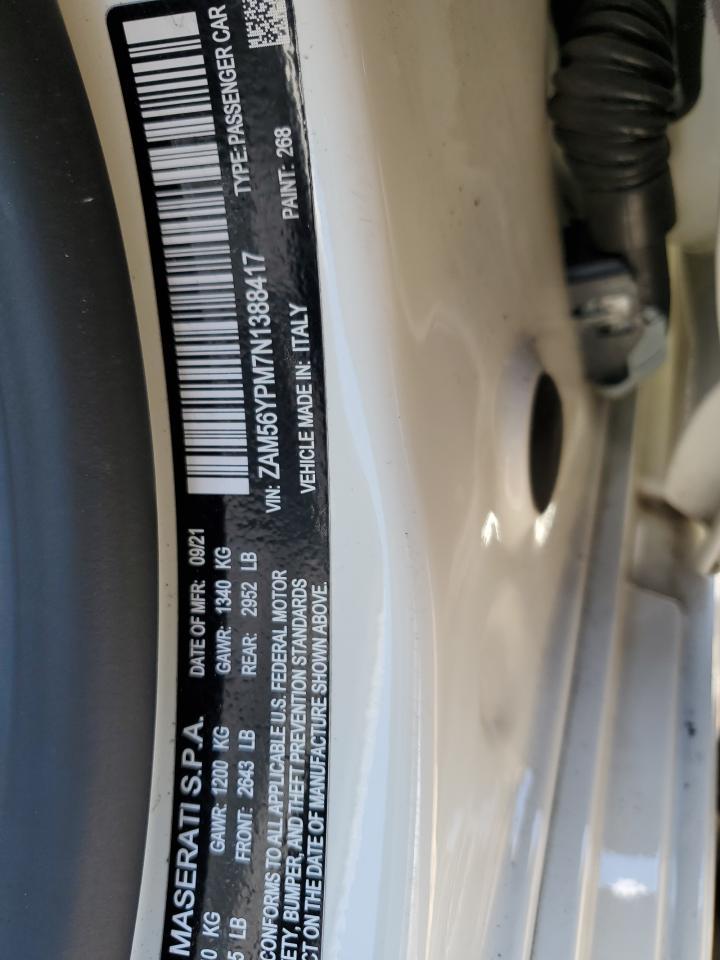 MASERATI S.P.A. DATE OF MFR: 09/21
0 KG GAWR: 1200 KG GAWR: 1340 KG
5 LB FRONT: 2643 LB REAR: 2952 LB
CONFORMS TO ALL APPLICABLE U.S. FEDERAL MOTOR
ETY, BUMPER, AND THEFT PREVENTION STANDARDS
CT ON THE DATE OF MANUFACTURE SHOWN ABOVE.
VIN: ZAM56YPM7N1388417
TYPE: PASSENGER CAR
VEHICLE MADE IN: ITALY
PAINT: 268